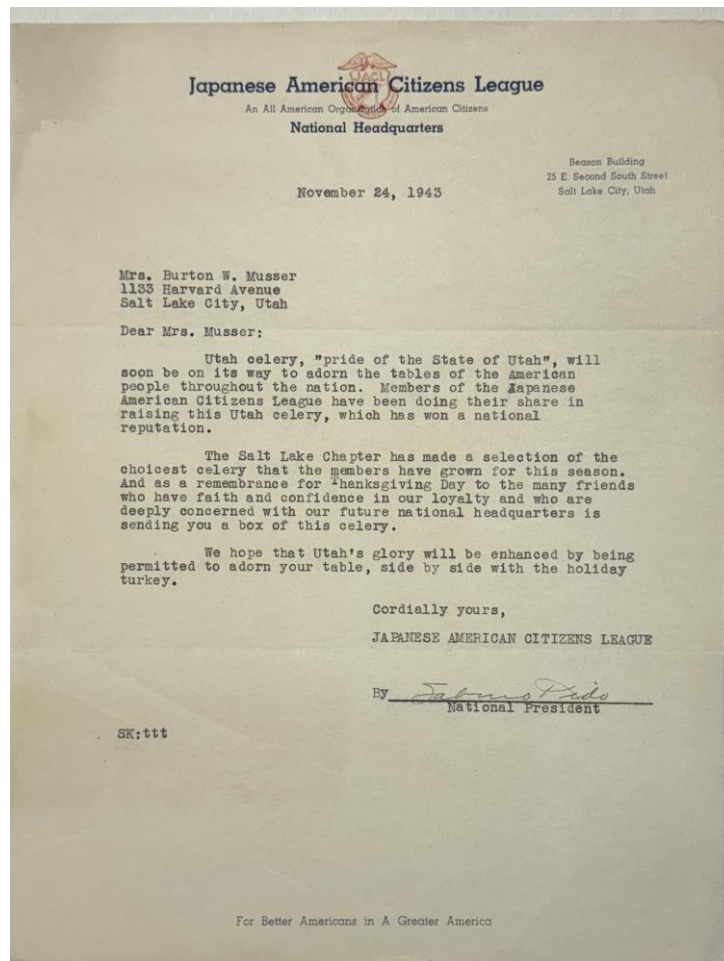 JACL
Japanese American Citizens League
An All American Organization of American Citizens
National Headquarters
Beason Building
25 E. Second South Street
Salt Lake City, Utah
November 24, 1943
Mrs. Burton W. Musser
1133 Harvard Avenue
Salt Lake City, Utah
Dear Mrs. Musser:
Utah celery, "pride of the State of Utah", will
soon be on its way to adorn the tables of the American
people throughout the nation. Members of the Japanese
American Citizens League have been doing their share in
raising this Utah celery, which has won a national
reputation.
The Salt Lake Chapter has made a selection of the
choicest celery that the members have grown for this season.
And as a remembrance for Thanksgiving Day to the many friends
who have faith and confidence in our loyalty and who are
deeply concerned with our future national headquarters is
sending you a box of this celery.
We hope that Utah's glory will be enhanced by being
permitted to adorn your table, side by side with the holiday
turkey.
Cordially yours,
JAPANESE AMERICAN CITIZENS LEAGUE
By Saburo Kido
National President
SK:ttt
For Better Americans in A Greater America